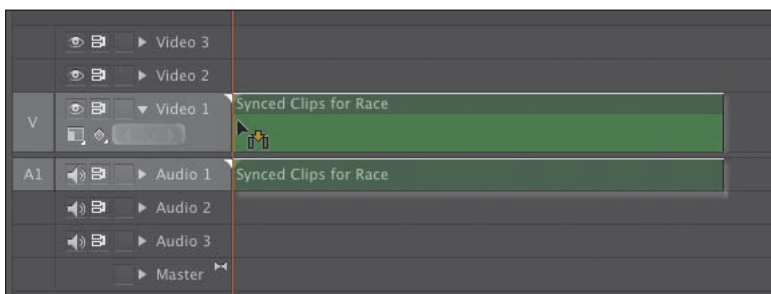 Video 3
Video 2
V
Video 1
Synced Clips for Race
A1
Audio 1
Synced Clips for Race
Audio 2
Audio 3
Master